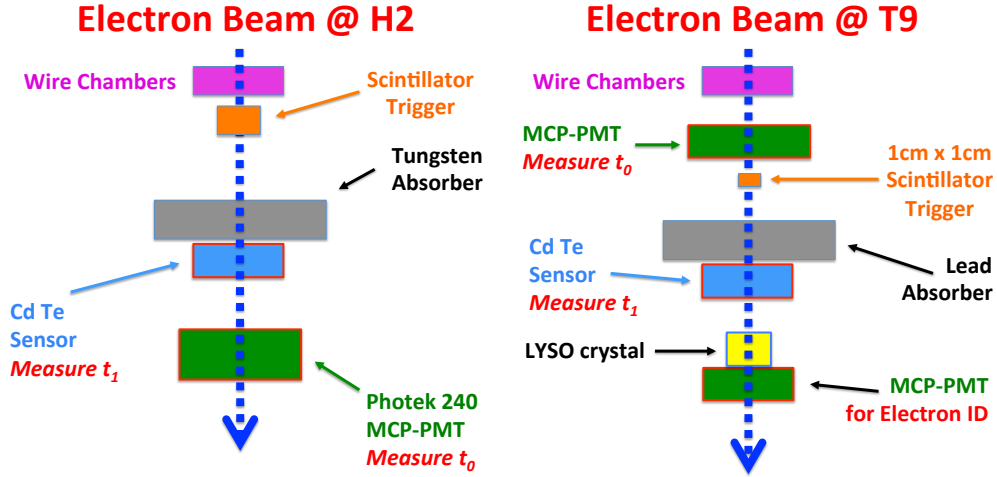 Electron Beam @ H2
Wire Chambers
Scintillator
Trigger
Tungsten
Absorber
Cd Te
Sensor
Measure t1
Photek 240
MCP-PMT
Measure t0
Electron Beam @ T9
Wire Chambers
MCP-PMT
Measure t0
1cm x 1cm
Scintillator
Trigger
Cd Te
Sensor
Measure t1
Lead
Absorber
LYSO crystal
MCP-PMT
for Electron ID